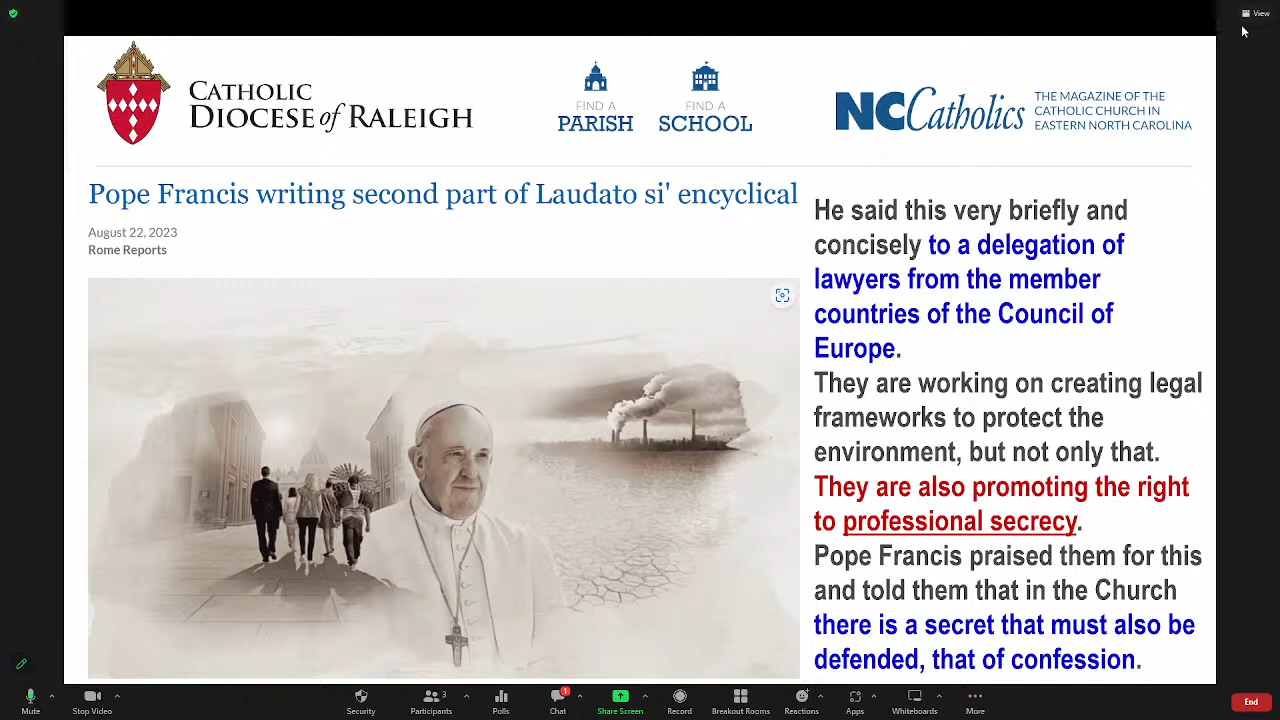 View
CATHOLIC
DIOCESE of RALEIGH
FIND A
PARISH
FIND A
SCHOOL
NCCatholics
THE MAGAZINE OF THE
CATHOLIC CHURCH IN
EASTERN NORTH CAROLINA
Pope Francis writing second part of Laudato si' encyclical
August 22, 2023
Rome Reports
He said this very briefly and
concisely to a delegation of
lawyers from the member
countries of the Council of
Europe.
They are working on creating legal
frameworks to protect the
environment, but not only that.
They are also promoting the right
to professional secrecy.
Pope Francis praised them for this
and told them that in the Church
there is a secret that must also be
defended, that of confession.
Mute
Stop Video
Security
Participants
3
Polls
Chat
1
Share Screen
Record
Breakout Rooms
Reactions
Apps
Whiteboards
More
End